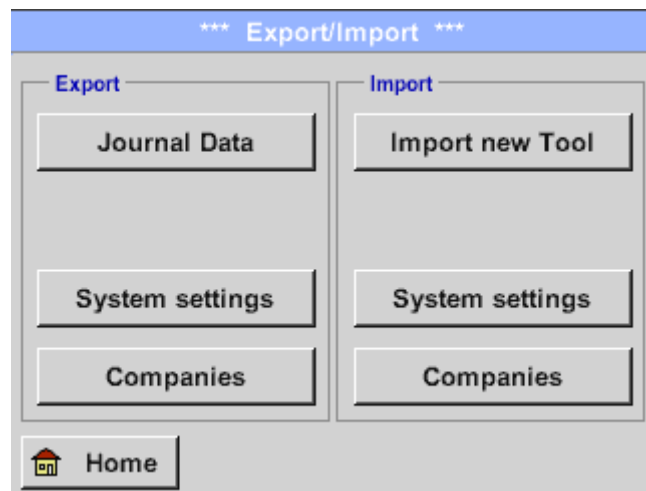 *** Export/Import ***
Export
Journal Data
System settings
Companies
Import
Import new Tool
System settings
Companies
Home